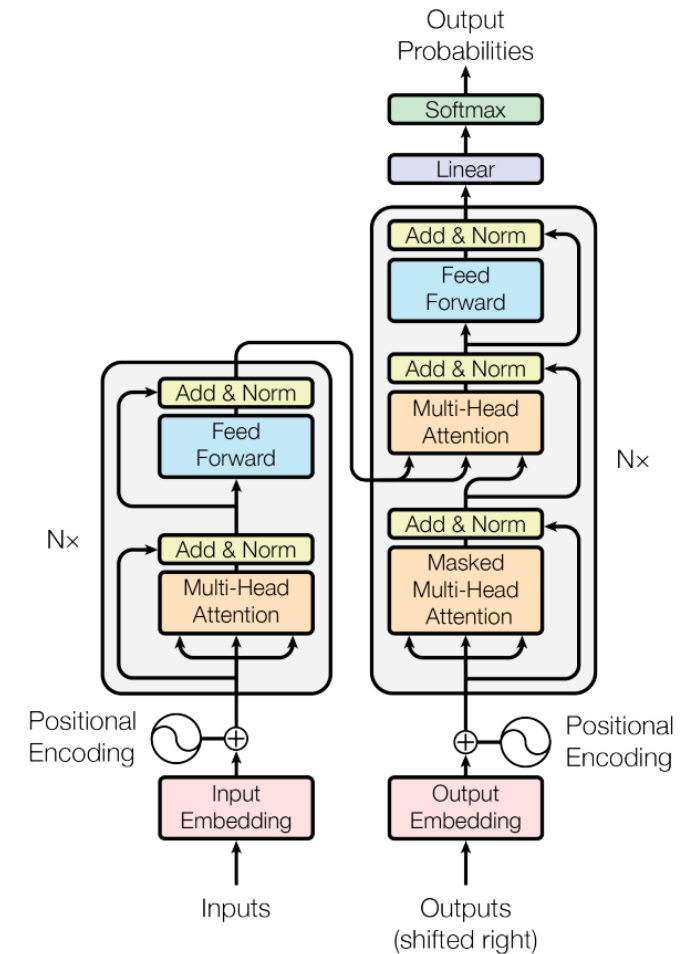 Output
Probabilities
Softmax
Linear
Add & Norm
Feed
Forward
Add & Norm
Multi-Head
Attention
Add & Norm
Masked
Multi-Head
Attention
Nx
Add & Norm
Feed
Forward
Add & Norm
Multi-Head
Attention
Nx
Positional
Encoding
Positional
Encoding
Input
Embedding
Output
Embedding
Inputs
Outputs
(shifted right)